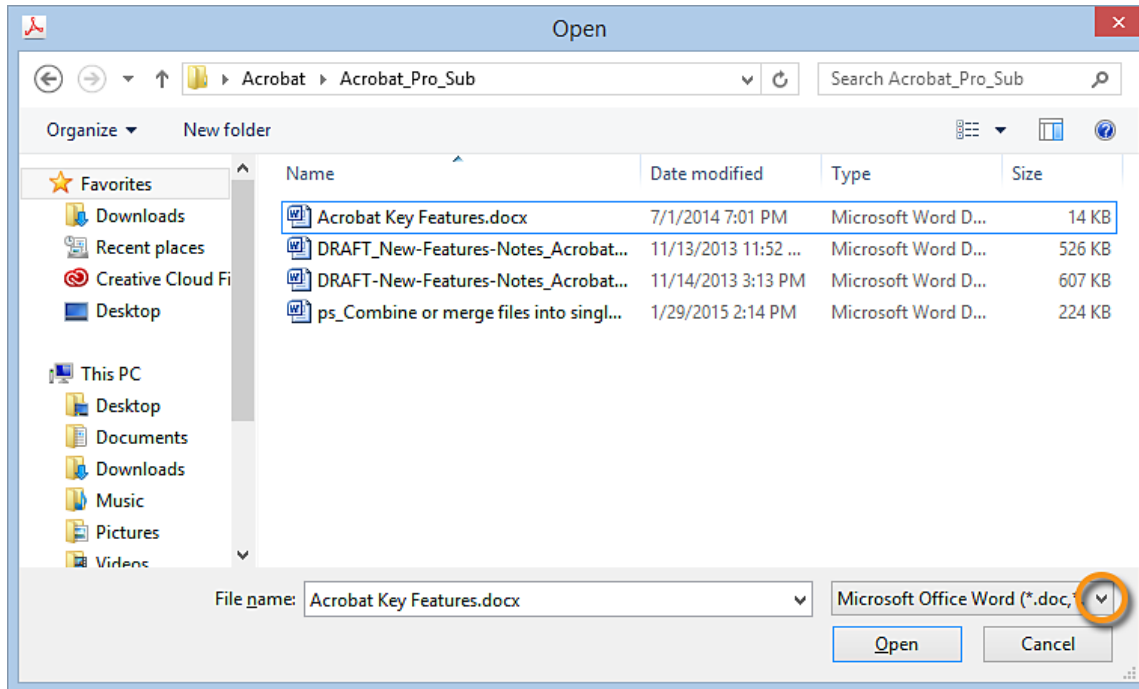 Open
Acrobat Acrobat_Pro_Sub Search Acrobat_Pro_Sub
Organize New folder
Name Date modified Type Size
Favorites
Downloads
Recent places
Creative Cloud Fi
Desktop
This PC
Desktop
Documents
Downloads
Music
Pictures
Videos
Acrobat Key Features.docx 7/1/2014 7:01 PM Microsoft Word D... 14 KB
DRAFT_New-Features-Notes_Acrobat... 11/13/2013 11:52 ... Microsoft Word D... 526 KB
DRAFT-New-Features-Notes_Acrobat... 11/14/2013 3:13 PM Microsoft Word D... 607 KB
ps_Combine or merge files into singl... 1/29/2015 2:14 PM Microsoft Word D... 224 KB
File name: Acrobat Key Features.docx Microsoft Office Word (*.doc,*.
Open Cancel